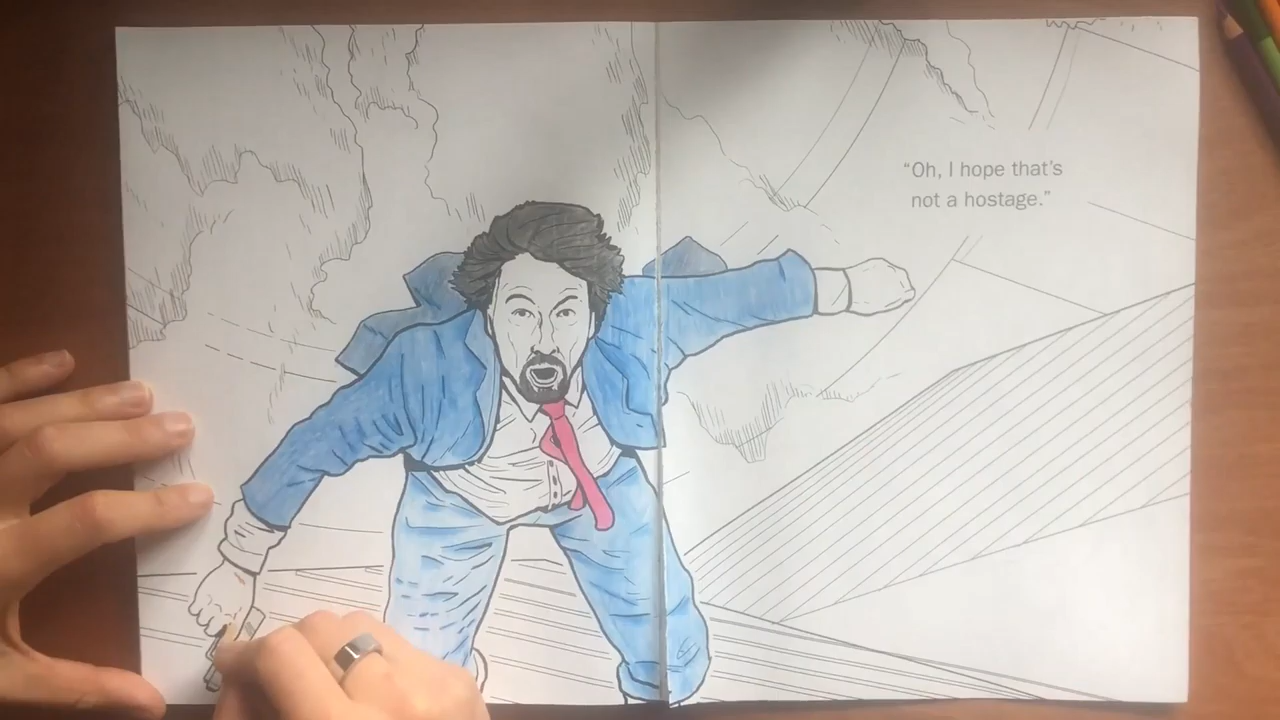 “Oh, I hope that’s
not a hostage.”